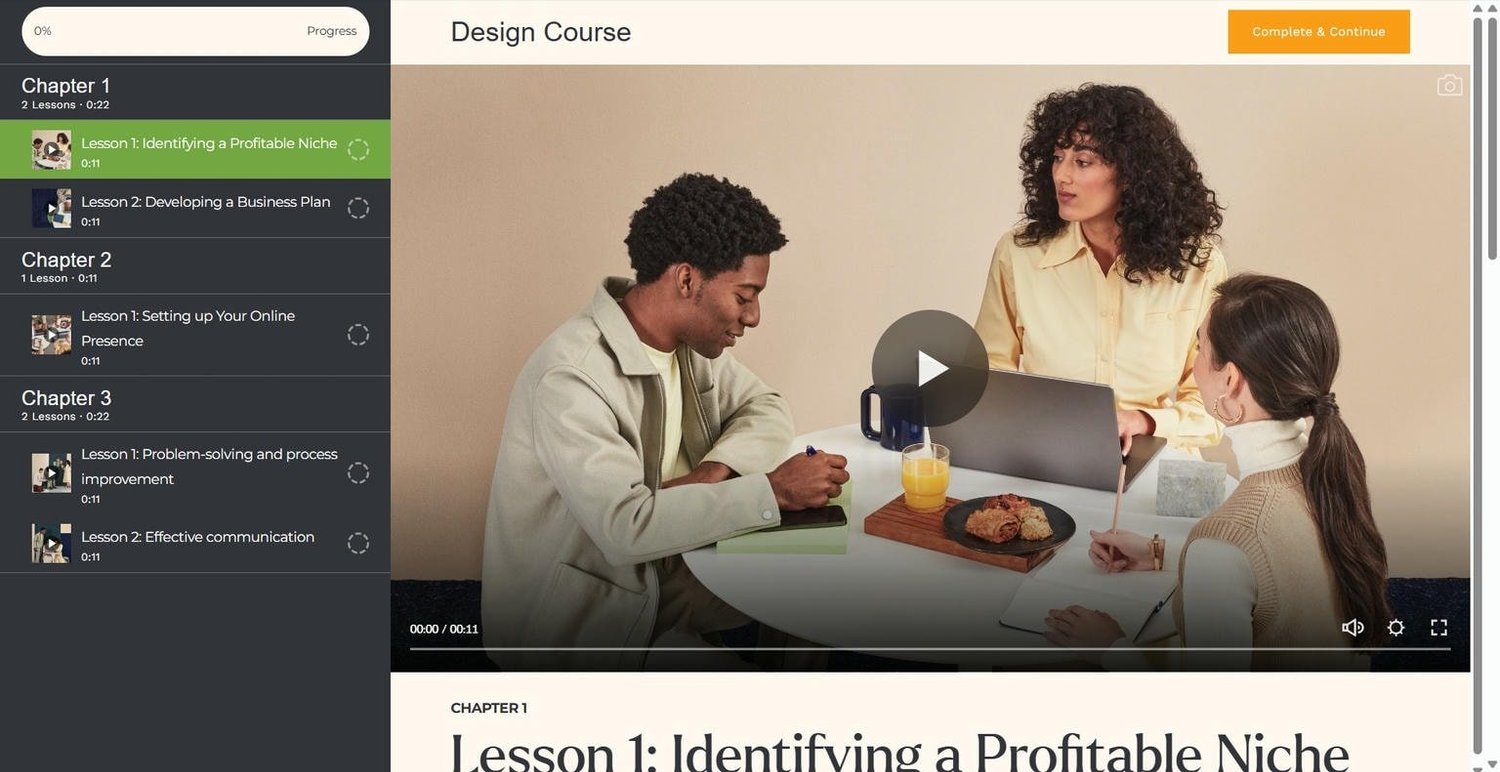 0% Progress
Chapter 1
2 Lessons · 0:22
Lesson 1: Identifying a Profitable Niche
0:11
Lesson 2: Developing a Business Plan
0:11
Chapter 2
1 Lesson · 0:11
Lesson 1: Setting up Your Online
Presence
0:11
Chapter 3
2 Lessons · 0:22
Lesson 1: Problem-solving and process
improvement
0:11
Lesson 2: Effective communication
0:11
Design Course
Complete & Continue
00:00 / 00:11
CHAPTER 1
Lesson 1: Identifying a Profitable Niche